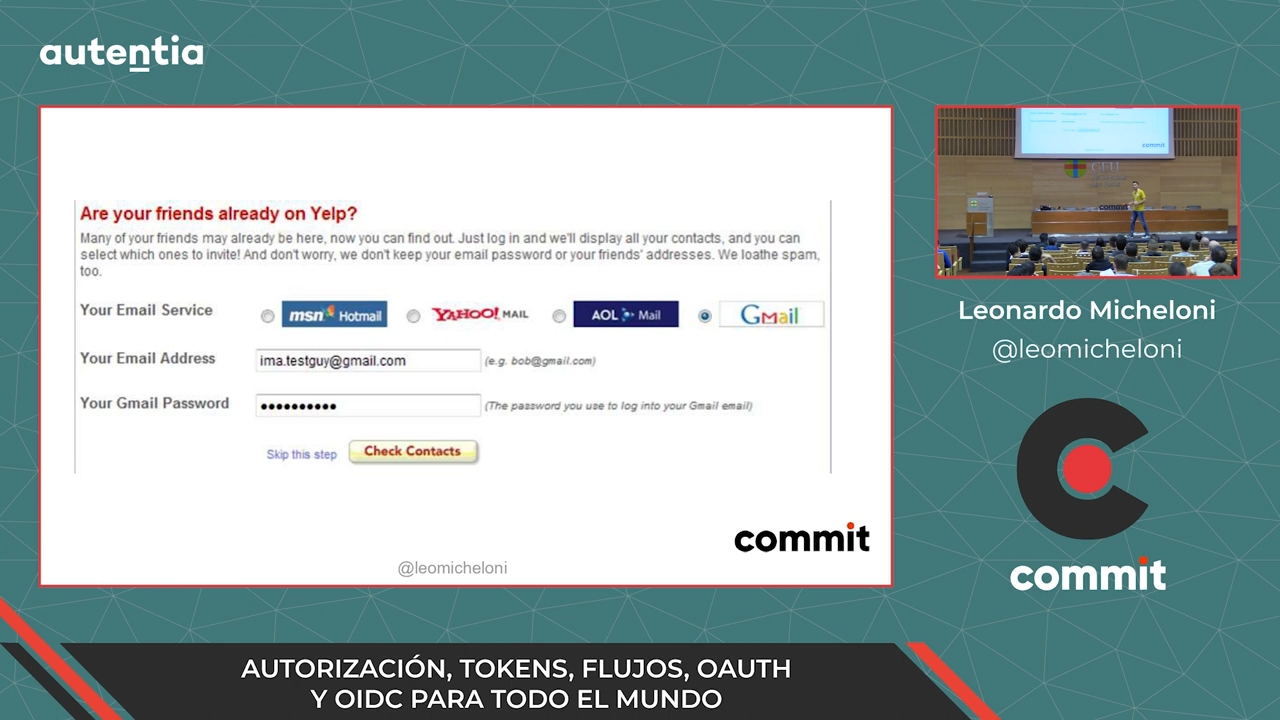 autentia
Are your friends already on Yelp?
Many of your friends may already be here, now you can find out. Just log in and we'll display all your contacts, and you can
select which ones to invite! And don't worry, we don't keep your email password or your friends' addresses. We loathe spam,
too.
Your Email Service
msn Hotmail
YAHOO! MAIL
AOL Mail
Gmail
Your Email Address
ima.testguy@gmail.com
(e.g. bob@gmail.com)
Your Gmail Password
••••••••••
(The password you use to log into your Gmail email)
Skip this step
Check Contacts
commit
@leomicheloni
commit
CEU
commit
Leonardo Micheloni
@leomicheloni
commit
AUTORIZACIÓN, TOKENS, FLUJOS, OAUTH
Y OIDC PARA TODO EL MUNDO